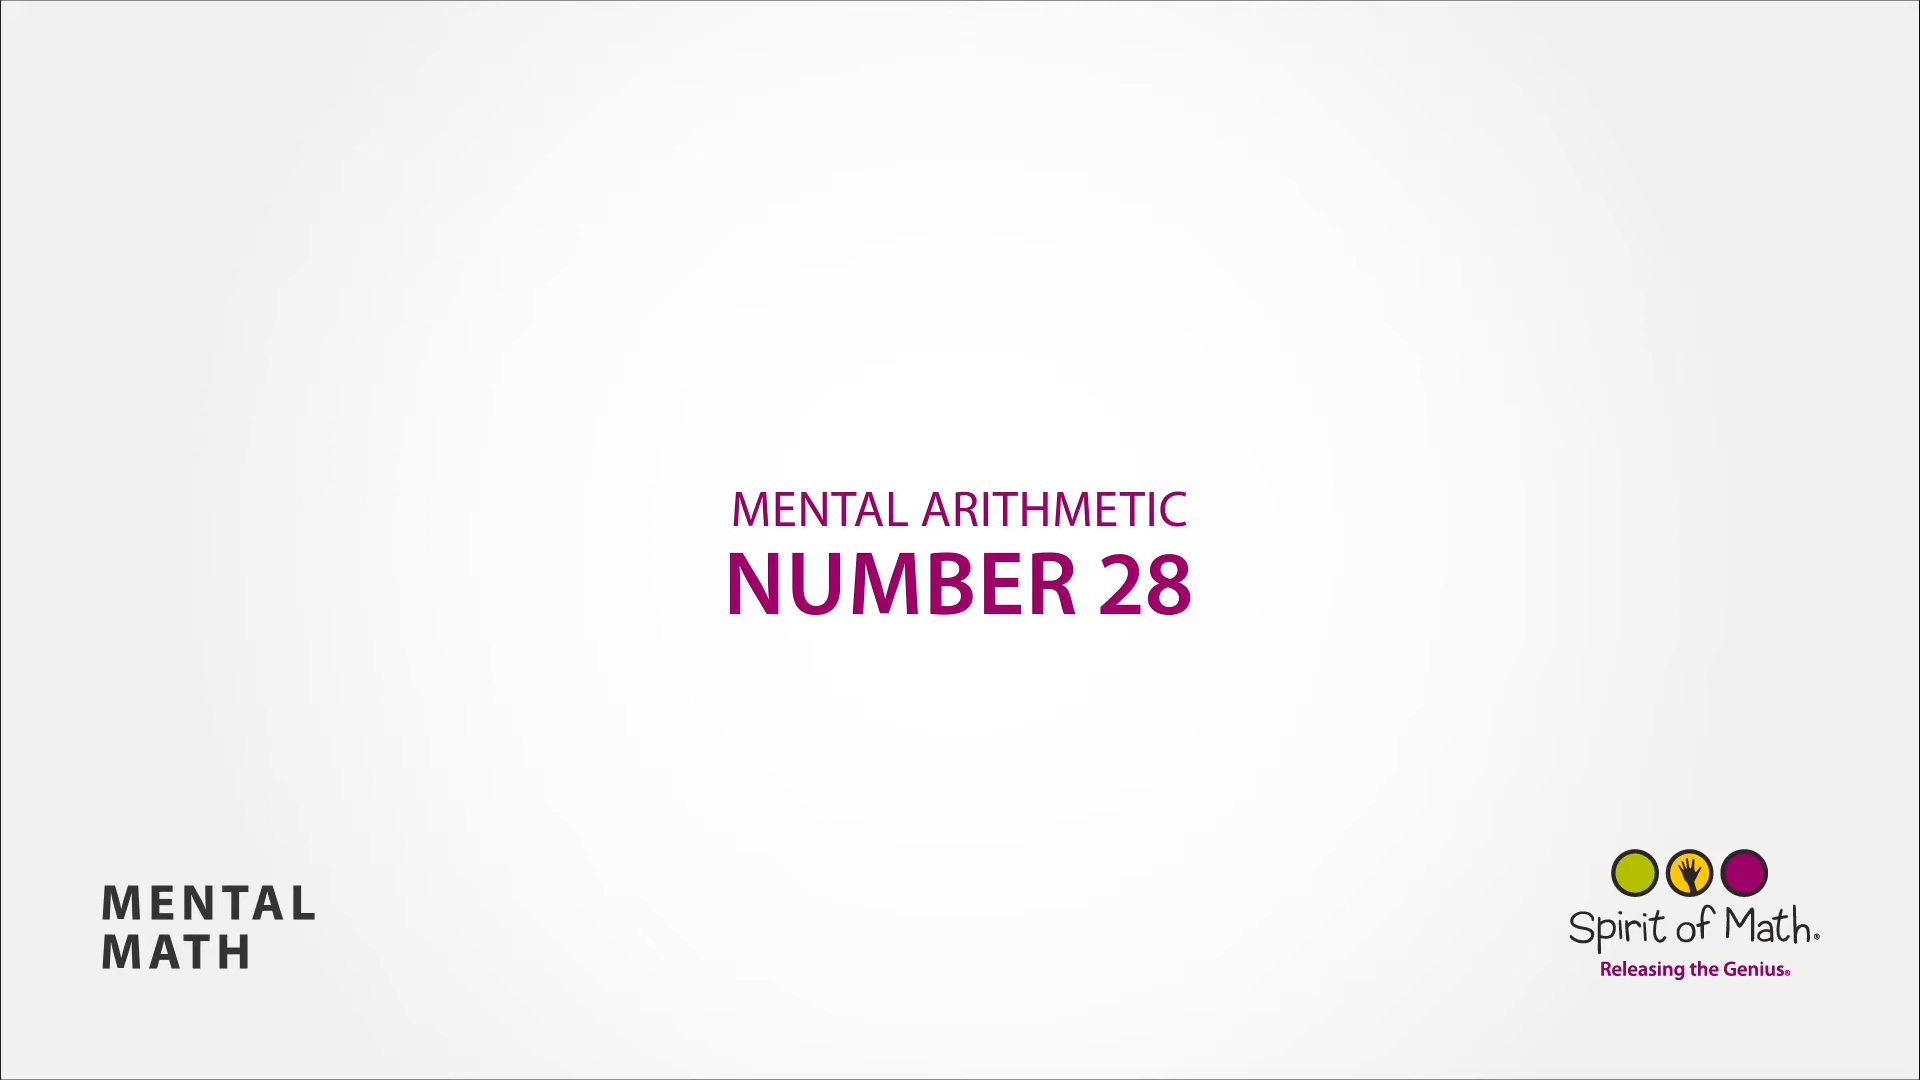 MENTAL ARITHMETIC
NUMBER 28
MENTAL
MATH
Spirit of Math®
Releasing the Genius®